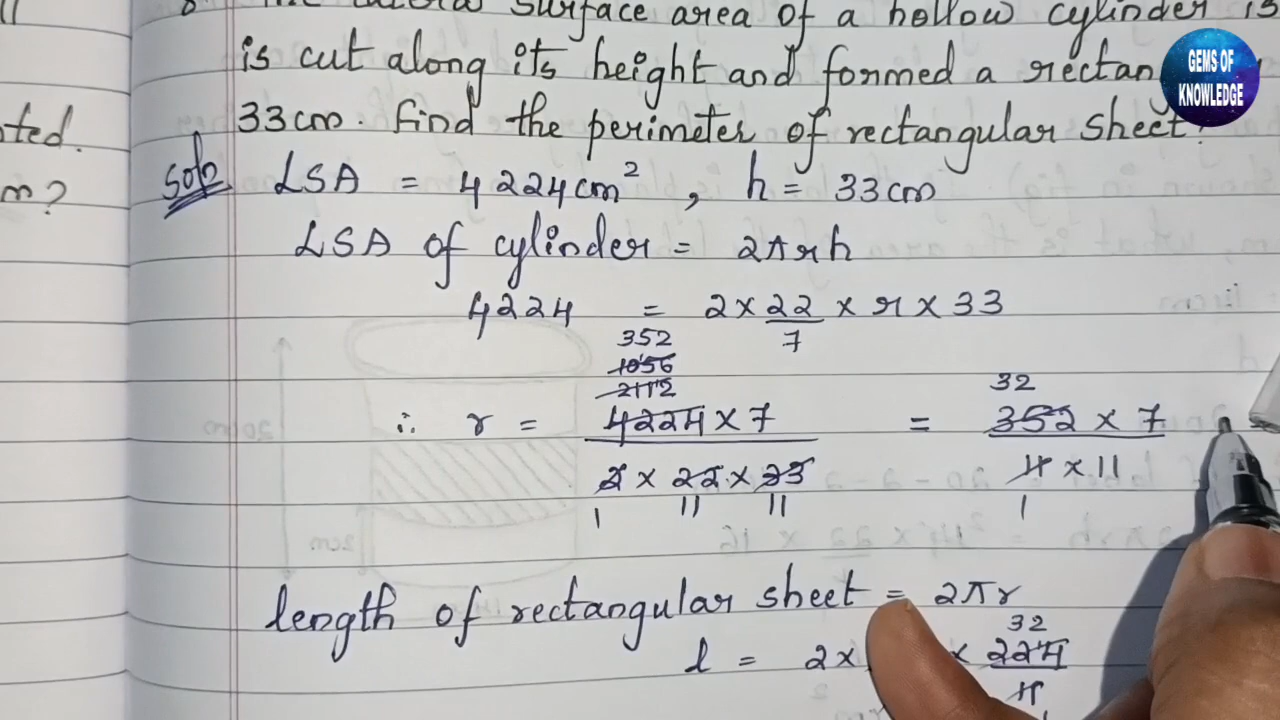 surface area of a hollow cylinder is
is cut along its height and formed a rectan
33cm. Find the perimeter of rectangular sheet.
GEMS OF
KNOWLEDGE
ted.
m?
Soln LSA = 4224cm², h = 33cm
LSA of cylinder = 2πrh
4224 = 2 × 22/7 × r × 33
352
1056
2112
32
∴ r = 4224 × 7 / 2 × 22 × 33 = 352 × 7 / 11 × 11
1 11 11 1
length of rectangular sheet = 2πr
32
l = 2× × 224 / 11